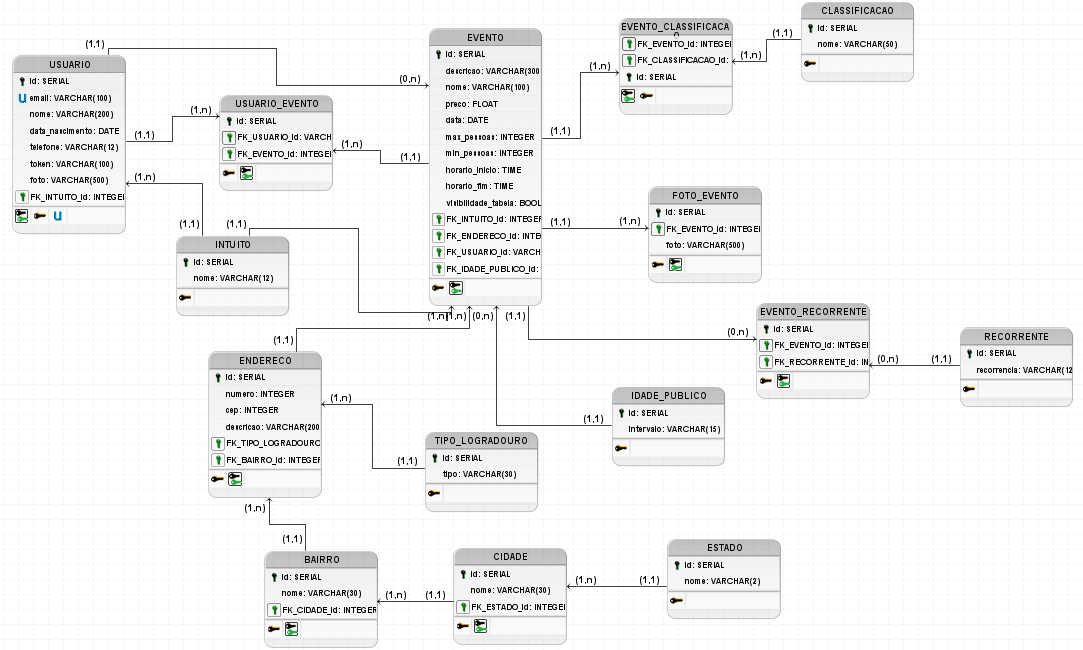 USUARIO
Id: SERIAL
email: VARCHAR(100)
nome: VARCHAR(200)
data_nascimento: DATE
telefone: VARCHAR(12)
token: VARCHAR(100)
foto: VARCHAR(500)
FK_INTUITO_Id: INTEGE
(1,1)
(0,n)
(1,1)
(1,n)
USUARIO_EVENTO
Id: SERIAL
FK_USUARIO_Id: VARCH
FK_EVENTO_Id: INTEGE
(1,n)
(1,1)
(1,n)
(1,1)
(1,1)
INTUITO
Id: SERIAL
nome: VARCHAR(12)
EVENTO
Id: SERIAL
descricao: VARCHAR(300
nome: VARCHAR(100)
preco: FLOAT
data: DATE
max_pessoas: INTEGER
min_pessoas: INTEGER
horario_inicio: TIME
horario_fim: TIME
visibilidade_tabela: BOOL
FK_INTUITO_Id: INTEGER
FK_ENDERECO_Id: INTE
FK_USUARIO_Id: VARCH
FK_IDADE_PUBLICO_Id:
EVENTO_CLASSIFICACA
O
FK_EVENTO_Id: INTEGE
FK_CLASSIFICACAO_Id:
Id: SERIAL
(1,n)
(1,1)
(1,n)
(1,1)
CLASSIFICACAO
Id: SERIAL
nome: VARCHAR(50)
FOTO_EVENTO
Id: SERIAL
FK_EVENTO_Id: INTEGE
foto: VARCHAR(500)
(1,1)
(1,n)
(1,n)
(1,n)
(0,n)
(1,1)
(0,n)
EVENTO_RECORRENTE
Id: SERIAL
FK_EVENTO_Id: INTEGE
FK_RECORRENTE_Id: IN
(0,n)
(1,1)
RECORRENTE
Id: SERIAL
recorrencia: VARCHAR(12
(1,1)
ENDERECO
Id: SERIAL
numero: INTEGER
cep: INTEGER
descricao: VARCHAR(200
FK_TIPO_LOGRADOURO
FK_BAIRRO_Id: INTEGEF
(1,n)
(1,1)
TIPO_LOGRADOURO
Id: SERIAL
tipo: VARCHAR(30)
(1,1)
IDADE_PUBLICO
Id: SERIAL
intervalo: VARCHAR(15)
(1,n)
(1,1)
BAIRRO
Id: SERIAL
nome: VARCHAR(30)
FK_CIDADE_Id: INTEGER
(1,n)
(1,1)
CIDADE
Id: SERIAL
nome: VARCHAR(30)
FK_ESTADO_Id: INTEGE
(1,n)
(1,1)
ESTADO
Id: SERIAL
nome: VARCHAR(2)